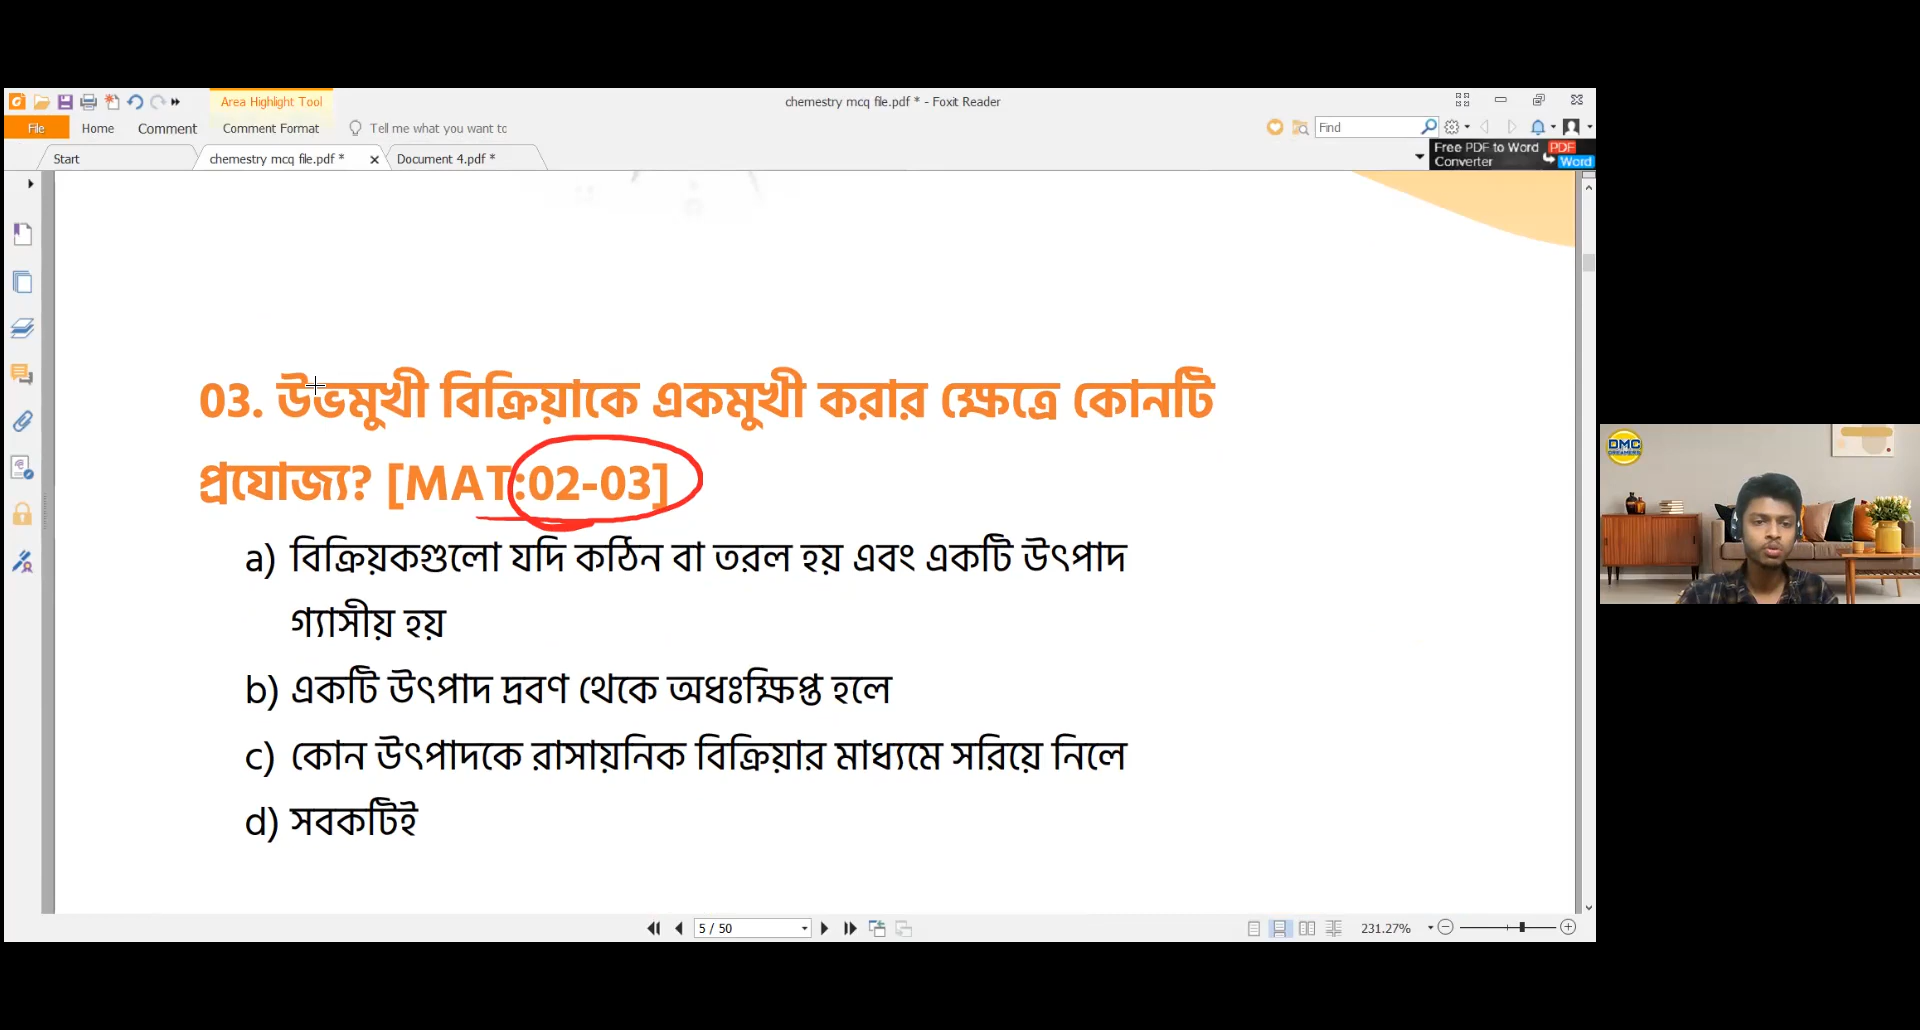 Area Highlight Tool
chemestry mcq file.pdf * - Foxit Reader
File
Home
Comment
Comment Format
Tell me what you want to
Find
Start
chemestry mcq file.pdf *
Document 4.pdf *
Free PDF to Word
Converter
PDF
Word
03. উভমুখী বিক্রিয়াকে একমুখী করার ক্ষেত্রে কোনটি
প্রযোজ্য? [MAT:02-03]
a) বিক্রিয়কগুলো যদি কঠিন বা তরল হয় এবং একটি উৎপাদ
গ্যাসীয় হয়
b) একটি উৎপাদ দ্রবণ থেকে অধঃক্ষিপ্ত হলে
c) কোন উৎপাদকে রাসায়নিক বিক্রিয়ার মাধ্যমে সরিয়ে নিলে
d) সবকটিই
5 / 50
231.27%
DMC
DREAMERS